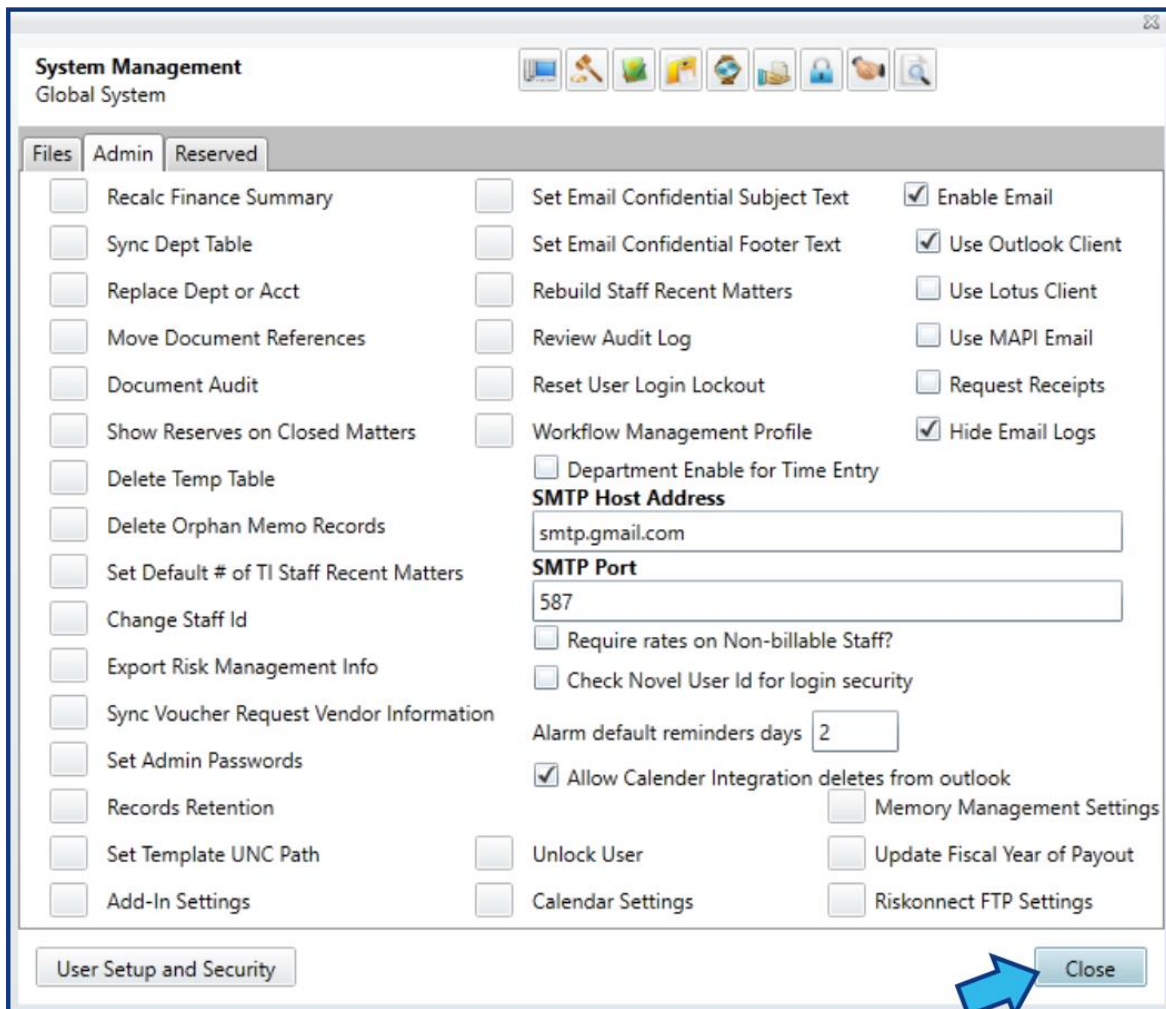 System Management
Global System
Files Admin Reserved
Recalc Finance Summary
Sync Dept Table
Replace Dept or Acct
Move Document References
Document Audit
Show Reserves on Closed Matters
Delete Temp Table
Delete Orphan Memo Records
Set Default # of TI Staff Recent Matters
Change Staff Id
Export Risk Management Info
Sync Voucher Request Vendor Information
Set Admin Passwords
Records Retention
Set Template UNC Path
Add-In Settings
Set Email Confidential Subject Text
Set Email Confidential Footer Text
Rebuild Staff Recent Matters
Review Audit Log
Reset User Login Lockout
Workflow Management Profile
Department Enable for Time Entry
SMTP Host Address
smtp.gmail.com
SMTP Port
587
Require rates on Non-billable Staff?
Check Novel User Id for login security
Alarm default reminders days 2
Allow Calender Integration deletes from outlook
Unlock User
Calendar Settings
Enable Email
Use Outlook Client
Use Lotus Client
Use MAPI Email
Request Receipts
Hide Email Logs
Memory Management Settings
Update Fiscal Year of Payout
Riskonnect FTP Settings
User Setup and Security
Close